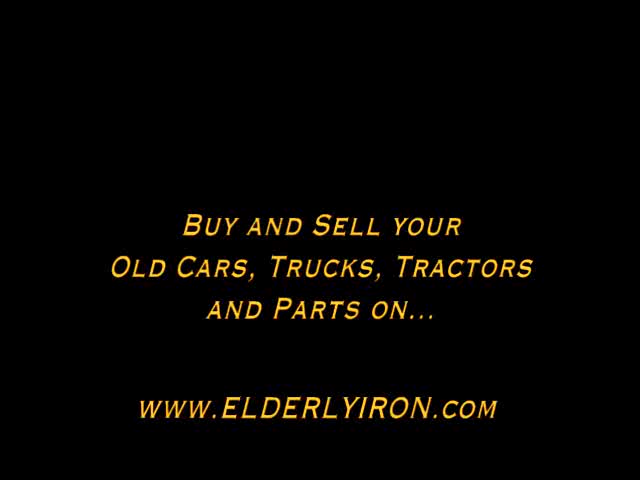 Buy and Sell your
Old Cars, Trucks, Tractors
and Parts on...
www.ELDERLYIRON.com